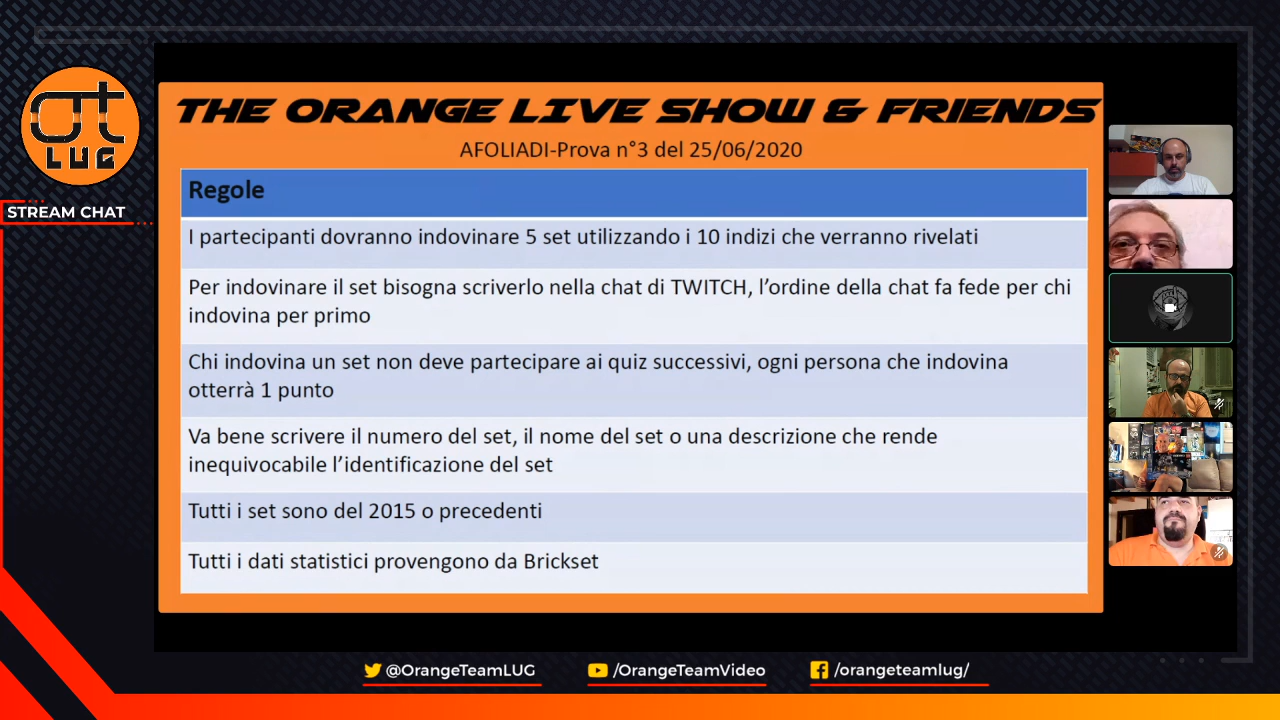 THE ORANGE LIVE SHOW & FRIENDS
AFOLIADI-Prova n°3 del 25/06/2020
ot
LUG
STREAM CHAT
Regole
I partecipanti dovranno indovinare 5 set utilizzando i 10 indizi che verranno rivelati
Per indovinare il set bisogna scriverlo nella chat di TWITCH, l’ordine della chat fa fede per chi
indovina per primo
Chi indovina un set non deve partecipare ai quiz successivi, ogni persona che indovina
otterrà 1 punto
Va bene scrivere il numero del set, il nome del set o una descrizione che rende
inequivocabile l’identificazione del set
Tutti i set sono del 2015 o precedenti
Tutti i dati statistici provengono da Brickset
@OrangeTeamLUG
/OrangeTeamVideo
/orangeteamlug/